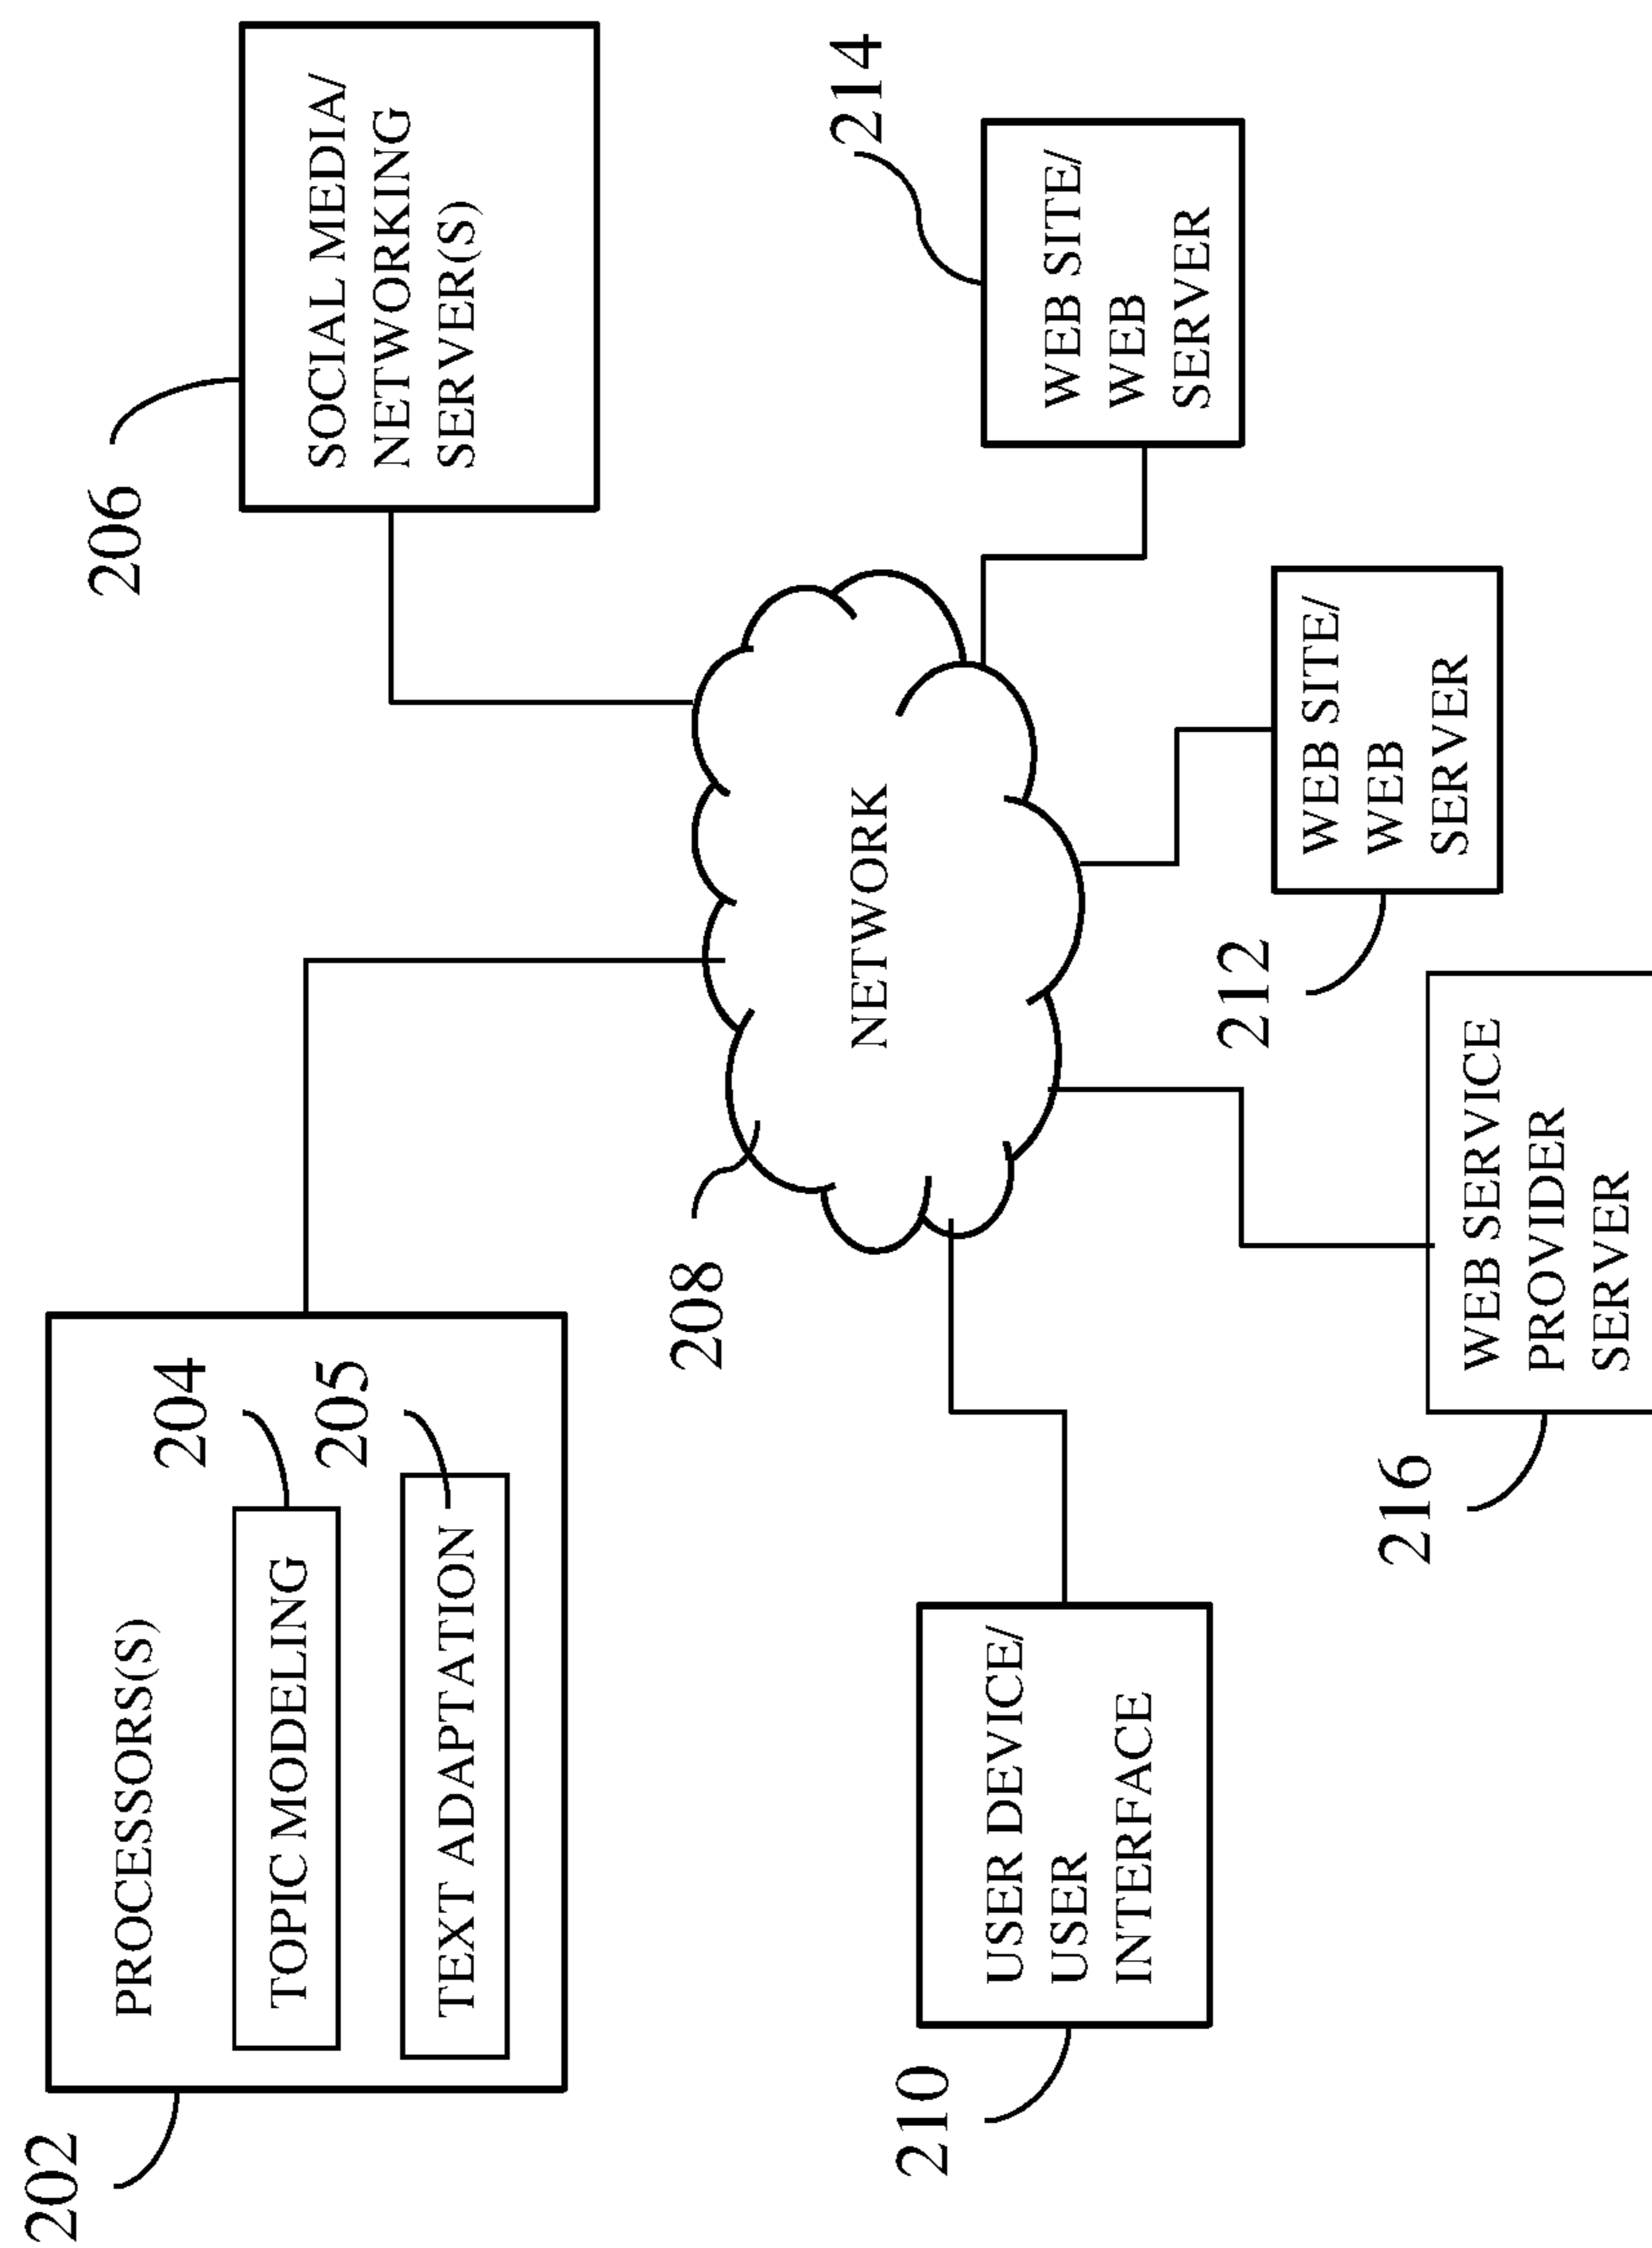 202
PROCESSORS(S)
TOPIC MODELING
204
TEXT ADAPTATION
205
206
SOCIAL MEDIA/
NETWORKING
SERVER(S)
208
NETWORK
214
WEB SITE/
WEB
SERVER
210
USER DEVICE/
USER
INTERFACE
212
WEB SITE/
WEB
SERVER
216
WEB SERVICE
PROVIDER
SERVER